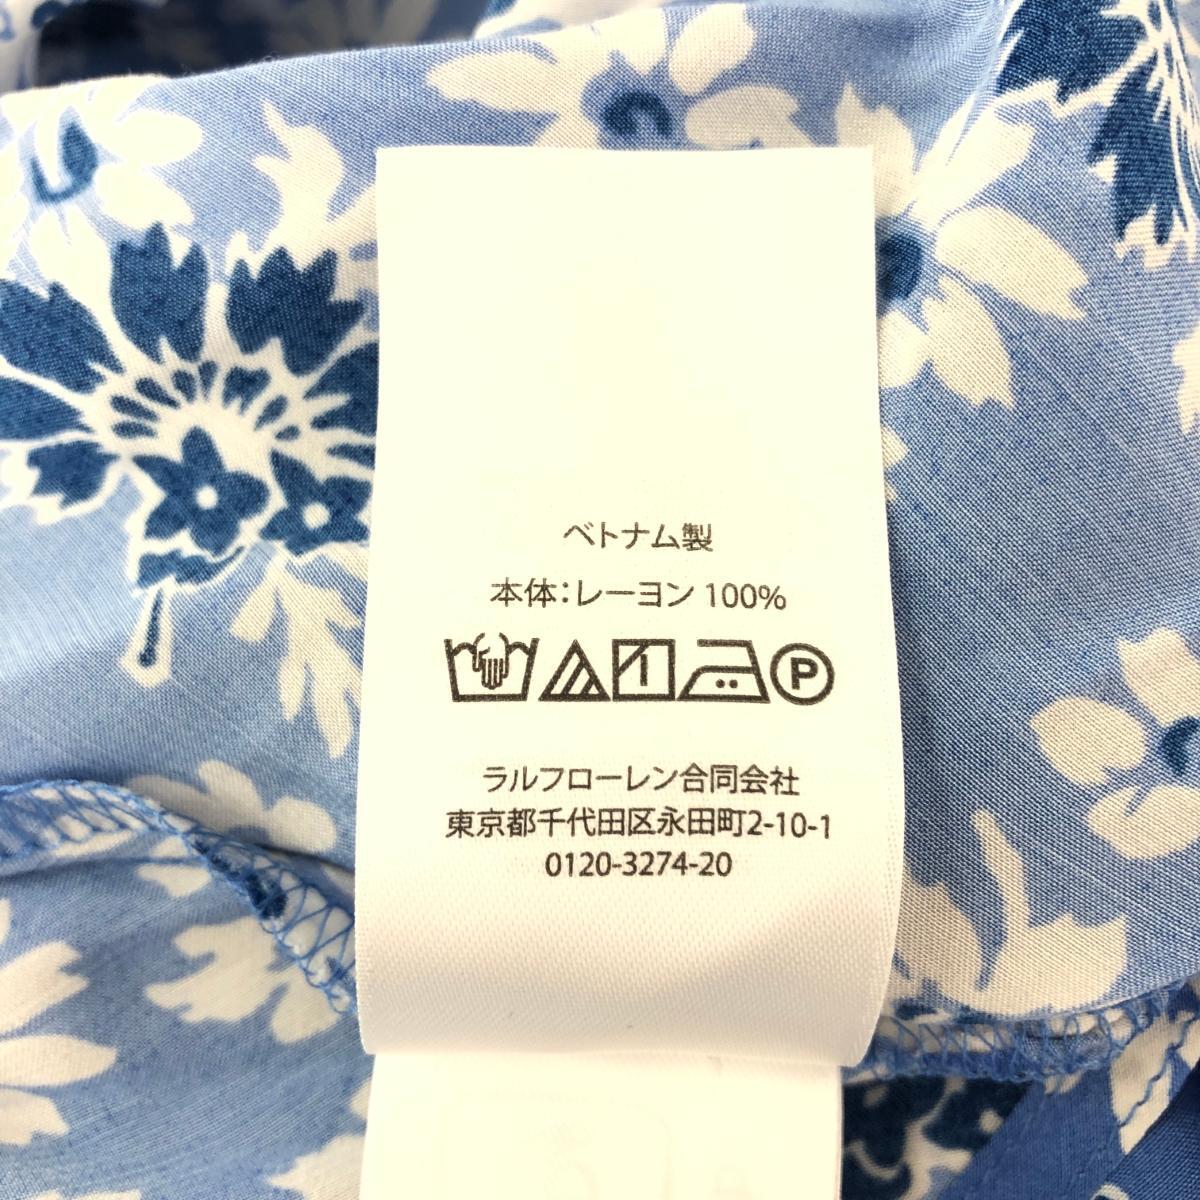 ベトナム製
本体：レーヨン 100%
P
ラルフローレン合同会社
東京都千代田区永田町2-10-1
0120-3274-20